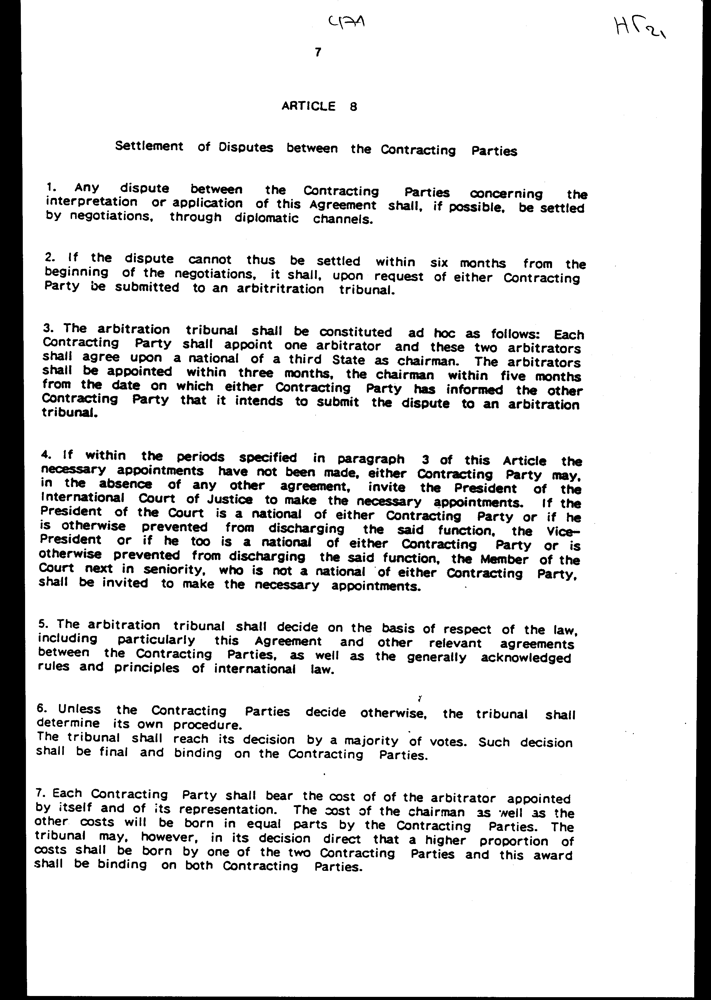 7
ARTICLE 8
Settlement of Disputes between the Contracting Parties
1. Any dispute between the Contracting Parties concerning the
interpretation or application of this Agreement shall, if possible, be settled
by negotiations, through diplomatic channels.
2. If the dispute cannot thus be settled within six months from the
beginning of the negotiations, it shall, upon request of either Contracting
Party be submitted to an arbitritration tribunal.
3. The arbitration tribunal shall be constituted ad hoc as follows: Each
Contracting Party shall appoint one arbitrator and these two arbitrators
shall agree upon a national of a third State as chairman. The arbitrators
shall be appointed within three months, the chairman within five months
from the date on which either Contracting Party has informed the other
Contracting Party that it intends to submit the dispute to an arbitration
tribunal.
4. If within the periods specified in paragraph 3 of this Article the
necessary appointments have not been made, either Contracting Party may,
in the absence of any other agreement, invite the President of the
International Court of Justice to make the necessary appointments. If the
President of the Court is a national of either Contracting Party or if he
is otherwise prevented from discharging the said function, the Vice-
President or if he too is a national of either Contracting Party or is
otherwise prevented from discharging the said function, the Member of the
Court next in seniority, who is not a national of either Contracting Party,
shall be invited to make the necessary appointments.
5. The arbitration tribunal shall decide on the basis of respect of the law,
including particularly this Agreement and other relevant agreements
between the Contracting Parties, as well as the generally acknowledged
rules and principles of international law.
6. Unless the Contracting Parties decide otherwise, the tribunal shall
determine its own procedure.
The tribunal shall reach its decision by a majority of votes. Such decision
shall be final and binding on the Contracting Parties.
7. Each Contracting Party shall bear the cost of of the arbitrator appointed
by itself and of its representation. The cost of the chairman as well as the
other costs will be born in equal parts by the Contracting Parties. The
tribunal may, however, in its decision direct that a higher proportion of
costs shall be born by one of the two Contracting Parties and this award
shall be binding on both Contracting Parties.